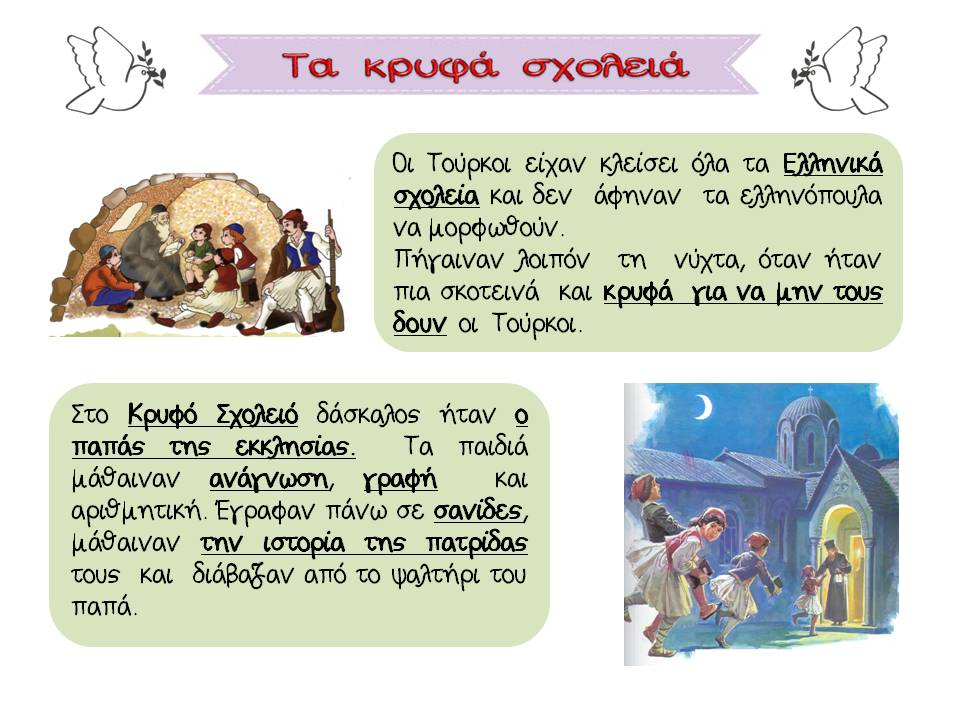 Τα κρυφά σχολειά
Οι Τούρκοι είχαν κλείσει όλα τα Ελληνικά
σχολεία και δεν άφηναν τα ελληνόπουλα
να μορφωθούν.
Πήγαιναν λοιπόν τη νύχτα, όταν ήταν
πια σκοτεινά και κρυφά για να μην τους
δουν οι Τούρκοι.
Στο Κρυφό Σχολειό δάσκαλος ήταν ο
παπάς της εκκλησίας. Τα παιδιά
μάθαιναν ανάγνωση, γραφή και
αριθμητική. Έγραφαν πάνω σε σανίδες,
μάθαιναν την ιστορία της πατρίδας
τους και διάβαζαν από το ψαλτήρι του
παπά.